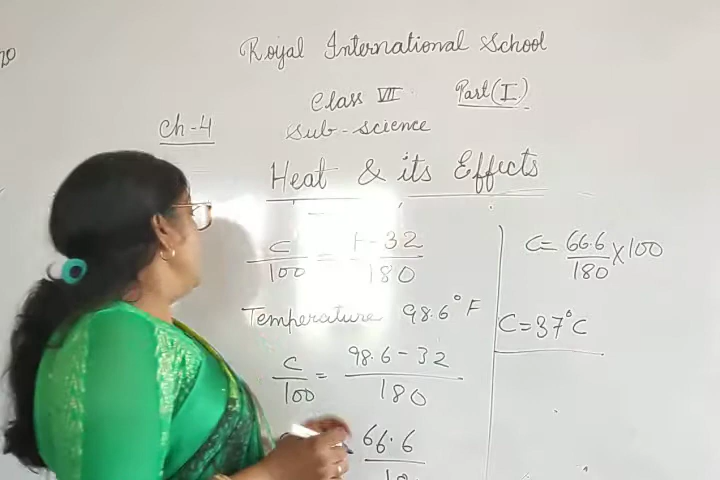 20
Royal International School
Class VII Part (I)
Ch-4
Sub-science
Heat & its Effects
C/100 = F-32/180
Temperature 98.6°F
C/100 = 98.6-32/180
66.6
C = 66.6/180 X 100
C = 37°C